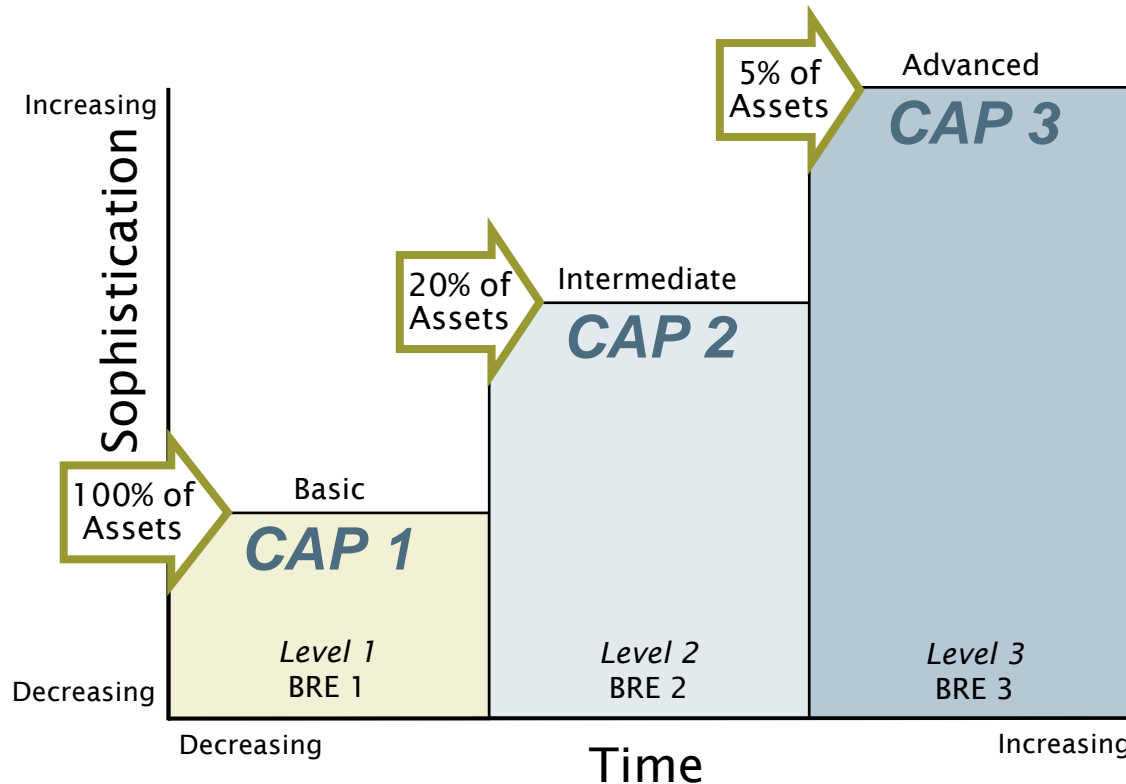 5% of
Assets
Advanced
CAP 3
Increasing
Sophistication
20% of
Assets
Intermediate
CAP 2
100% of
Assets
Basic
CAP 1
Level 1
BRE 1
Level 2
BRE 2
Level 3
BRE 3
Decreasing
Decreasing
Time
Increasing